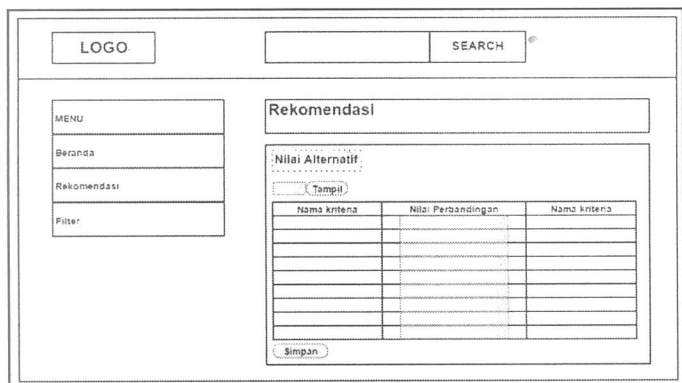 LOGO
SEARCH
MENU
Beranda
Rekomendasi
Filter
Rekomendasi
Nilai Alternatif
Tampil
Nama kriteria Nilai Perbandingan Nama kriteria
Simpan